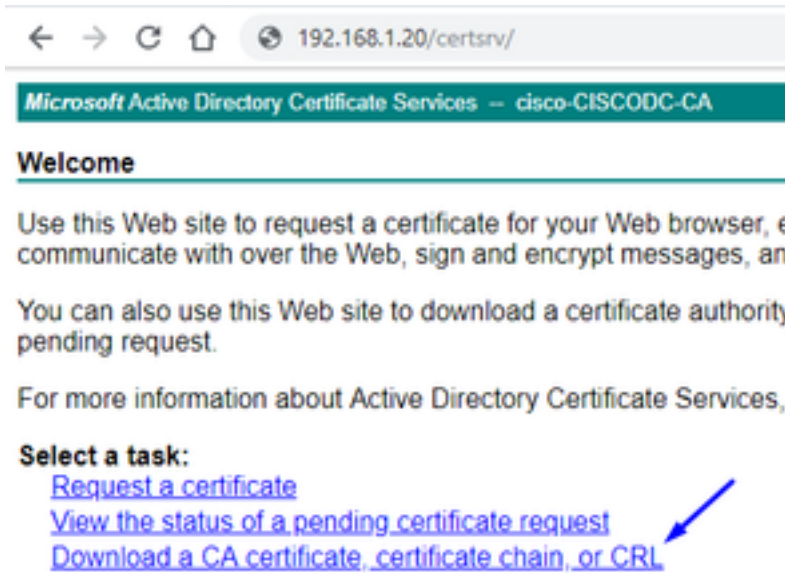 192.168.1.20/certsrv/
Microsoft Active Directory Certificate Services -- cisco-CISCODC-CA
Welcome
Use this Web site to request a certificate for your Web browser,
communicate with over the Web, sign and encrypt messages,
You can also use this Web site to download a certificate authority
pending request.
For more information about Active Directory Certificate Services,
Select a task:
Request a certificate
View the status of a pending certificate request
Download a CA certificate, certificate chain, or CRL